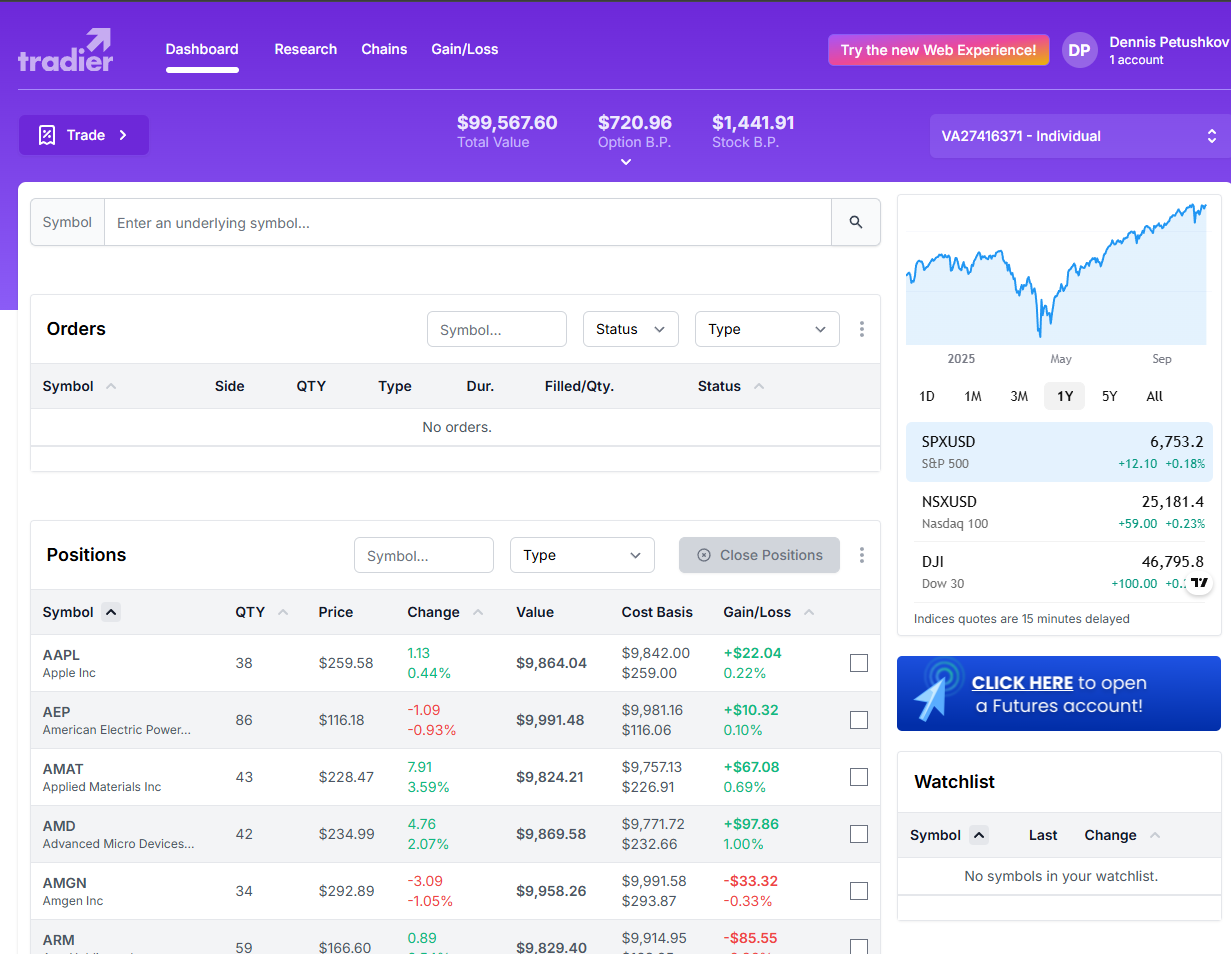 tradier
Dashboard Research Chains Gain/Loss
Try the new Web Experience!
DP
Dennis Petushkov
1 account
Trade
$99,567.60
Total Value
$720.96
Option B.P.
$1,441.91
Stock B.P.
VA27416371 - Individual
Symbol Enter an underlying symbol...
Orders
Symbol... Status Type
Symbol Side QTY Type Dur. Filled/Qty. Status
No orders.
Positions
Symbol... Type Close Positions
Symbol QTY Price Change Value Cost Basis Gain/Loss
AAPL
Apple Inc
38 $259.58
1.13
0.44%
$9,864.04
$9,842.00
$259.00
+$22.04
0.22%
AEP
American Electric Power...
86 $116.18
-1.09
-0.93%
$9,991.48
$9,981.16
$116.06
+$10.32
0.10%
AMAT
Applied Materials Inc
43 $228.47
7.91
3.59%
$9,824.21
$9,757.13
$226.91
+$67.08
0.69%
AMD
Advanced Micro Devices...
42 $234.99
4.76
2.07%
$9,869.58
$9,771.72
$232.66
+$97.86
1.00%
AMGN
Amgen Inc
34 $292.89
-3.09
-1.05%
$9,958.26
$9,991.58
$293.87
-$33.32
-0.33%
ARM
59 $166.60
0.89
$9,829.40
$9,914.95
-$85.55
2025 May Sep
1D 1M 3M 1Y 5Y All
SPXUSD 6,753.2
S&P 500 +12.10 +0.18%
NSXUSD 25,181.4
Nasdaq 100 +59.00 +0.23%
DJI 46,795.8
Dow 30 +100.00
Indices quotes are 15 minutes delayed
CLICK HERE to open
a Futures account!
Watchlist
Symbol Last Change
No symbols in your watchlist.